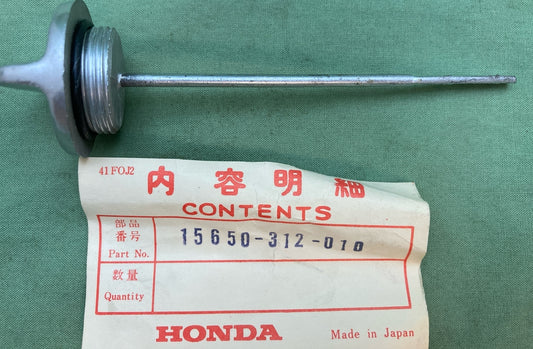 41FOJ2
内容明細
CONTENTS
部品
番号
Part No.
15650-312-010
数量
Quantity
HONDA
Made in Japan